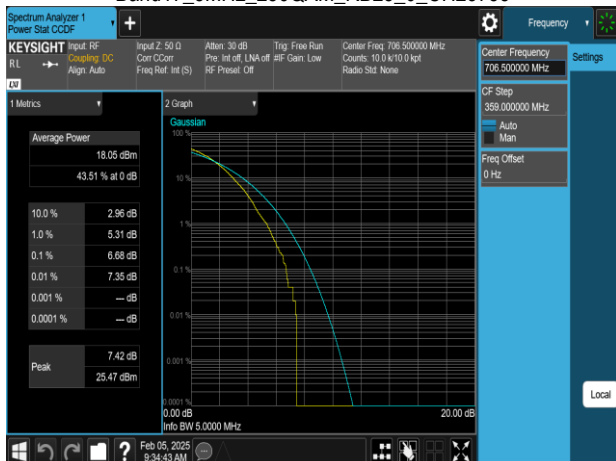 Spectrum Analyzer 1
Power Stat CCDF
Frequency
KEYSIGHT
RL
LXI
Input: RF
Coupling: DC
Align: Auto
Input Z: 50 Ω
Corr CCorr
Freq Ref: Int (S)
Atten: 30 dB
Pre: Int off, LNA off
RF Preset: Off
Trig: Free Run
#IF Gain: Low
Center Freq: 706.500000 MHz
Counts: 10.0 k/10.0 kpt
Radio Std: None
Center Frequency
706.500000 MHz
Settings
CF Step
359.000000 MHz
Auto
Man
Freq Offset
0 Hz
1 Metrics
Average Power
18.05 dBm
43.51 % at 0 dB
10.0 % 2.96 dB
1.0 % 5.31 dB
0.1 % 6.68 dB
0.01 % 7.35 dB
0.001 % --- dB
0.0001 % --- dB
Peak
7.42 dB
25.47 dBm
2 Graph
Gaussian
100 %
10 %
1 %
0.1 %
0.01 %
0.001 %
0.0001 %
0.00 dB
20.00 dB
Info BW 5.0000 MHz
Local
?
Feb 05, 2025
9:34:43 AM